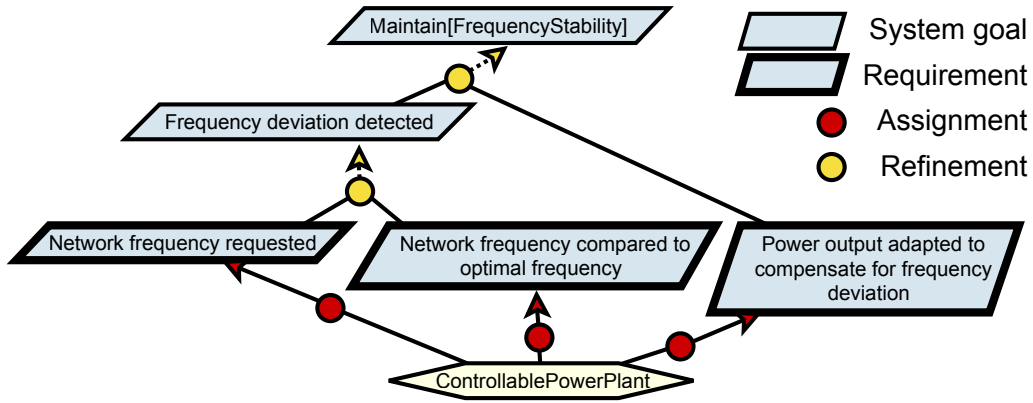 Maintain[FrequencyStability]
System goal
Requirement
Frequency deviation detected
Assignment
Refinement
Network frequency requested
Network frequency compared to
optimal frequency
Power output adapted to
compensate for frequency
deviation
ControllablePowerPlant